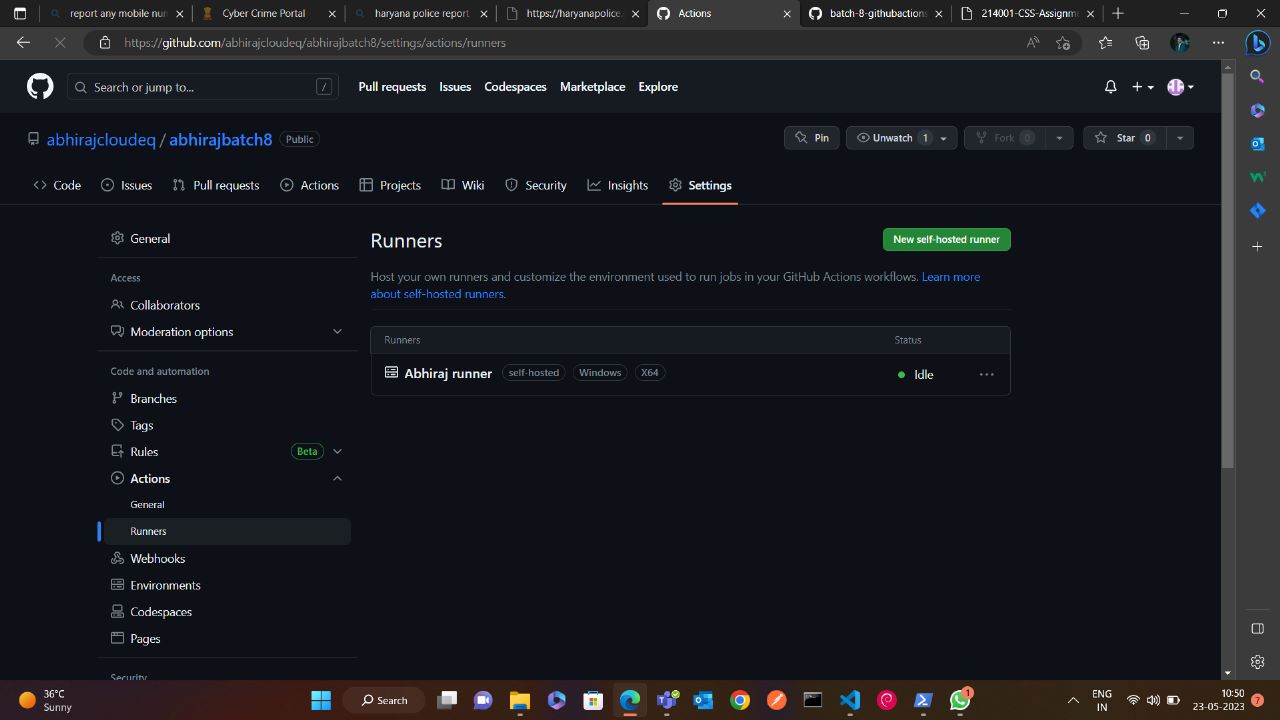 report any mobile nun
Cyber Crime Portal
haryana police report
https://haryanapolice.
Actions
batch-8-githubactions
214001-CSS-Assignme
https://github.com/abhirajcloudeq/abhirajbatch8/settings/actions/runners
Search or jump to...
/
Pull requests
Issues
Codespaces
Marketplace
Explore
abhirajcloudeq / abhirajbatch8
Public
Pin
Unwatch 1
Fork 0
Star 0
Code
Issues
Pull requests
Actions
Projects
Wiki
Security
Insights
Settings
General
Access
Collaborators
Moderation options
Code and automation
Branches
Tags
Rules
Beta
Actions
General
Runners
Webhooks
Environments
Codespaces
Pages
Security
Runners
New self-hosted runner
Host your own runners and customize the environment used to run jobs in your GitHub Actions workflows. Learn more
about self-hosted runners.
Runners
Status
Abhiraj runner
self-hosted
Windows
X64
Idle
36°C
Sunny
Search
1
ENG
IN
10:50
23-05-2023
7